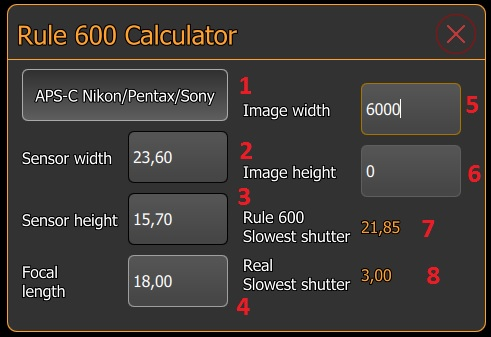 Rule 600 Calculator
APS-C Nikon/Pentax/Sony
1
Image width
6000
5
Sensor width
23,60
2
Image height
0
6
Sensor height
15,70
3
Rule 600
Slowest shutter
21,85
7
Focal
length
18,00
4
Real
Slowest shutter
3,00
8